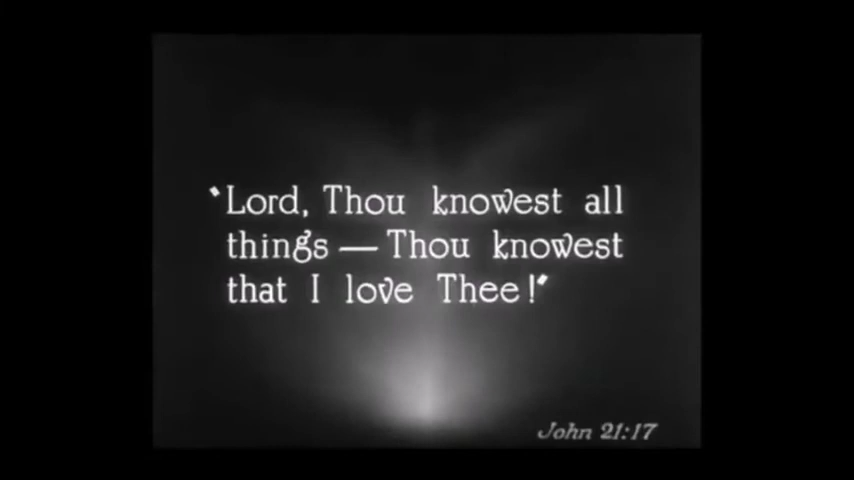 "Lord, Thou knowest all
things — Thou knowest
that I love Thee!"
John 21:17